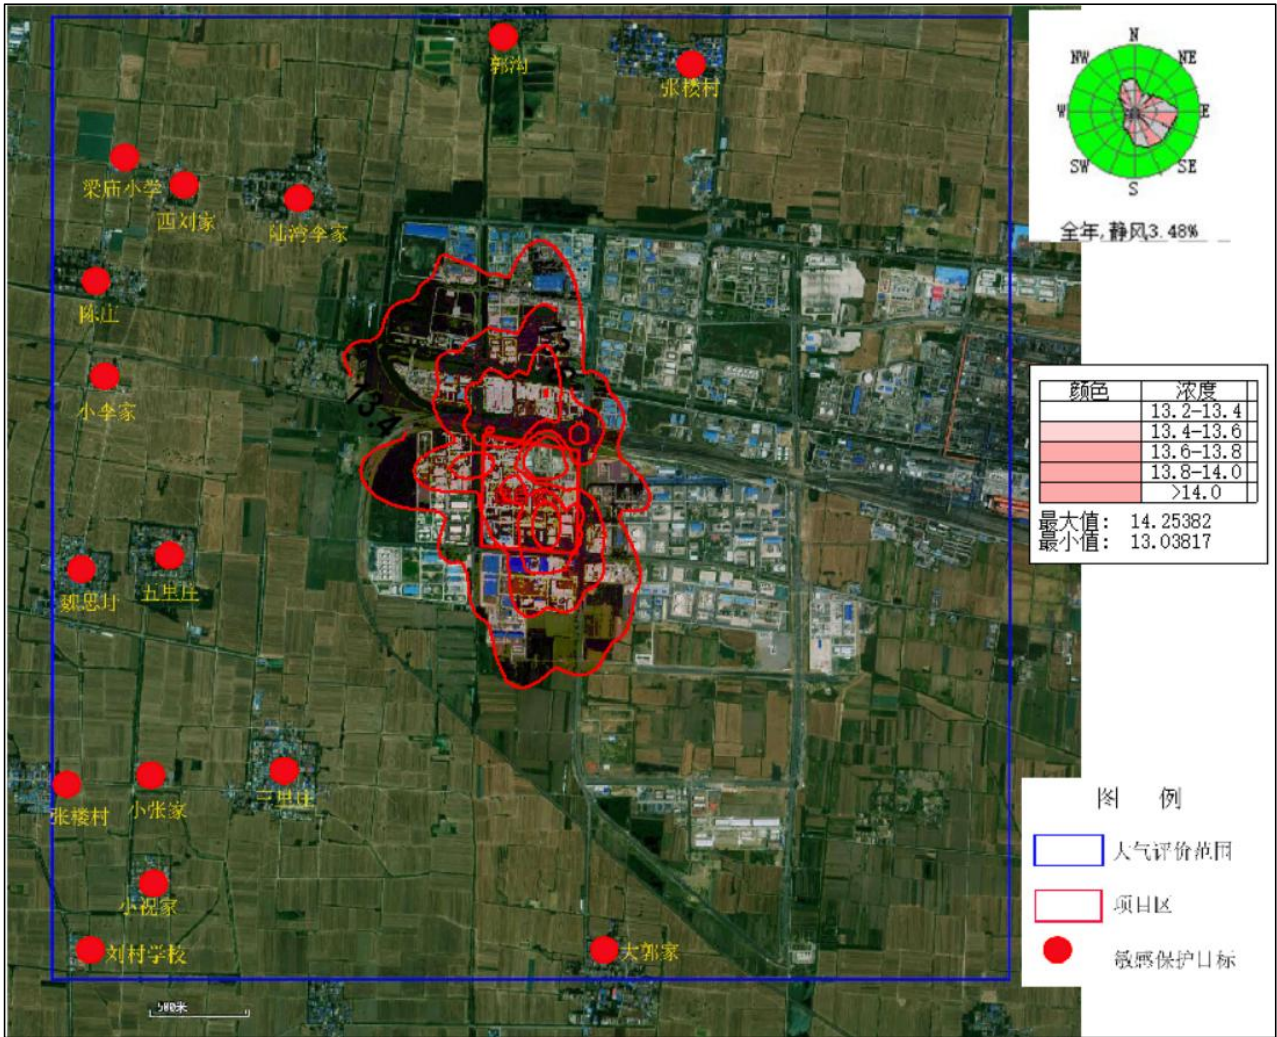 郭沟
张楼村
梁庙小学
西刘家
陆湾李家
陈庄
小李家
五里庄
三里庄
张楼村
小张家
小祝家
刘村学校
大郭家
500米
13.4
N
NW
NE
W
E
SW
SE
S
全年,静风3.48%
颜色 浓度
13.2-13.4
13.4-13.6
13.6-13.8
13.8-14.0
>14.0
最大值: 14.25382
最小值: 13.03817
图 例
大气评价范围
项目区
敏感保护目标